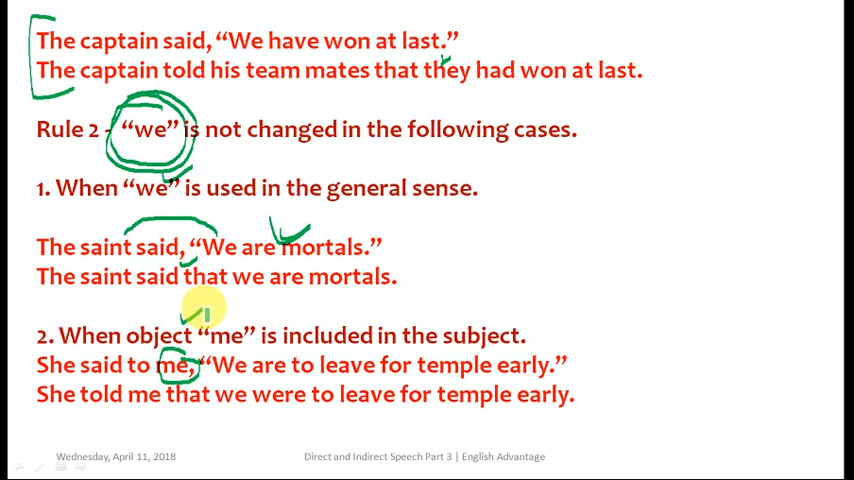 The captain said, “We have won at last.”
The captain told his team mates that they had won at last.
Rule 2 - “we” is not changed in the following cases.
1. When “we” is used in the general sense.
The saint said, “We are mortals.”
The saint said that we are mortals.
2. When object “me” is included in the subject.
She said to me, “We are to leave for temple early.”
She told me that we were to leave for temple early.
Wednesday, April 11, 2018 Direct and Indirect Speech Part 3 | English Advantage